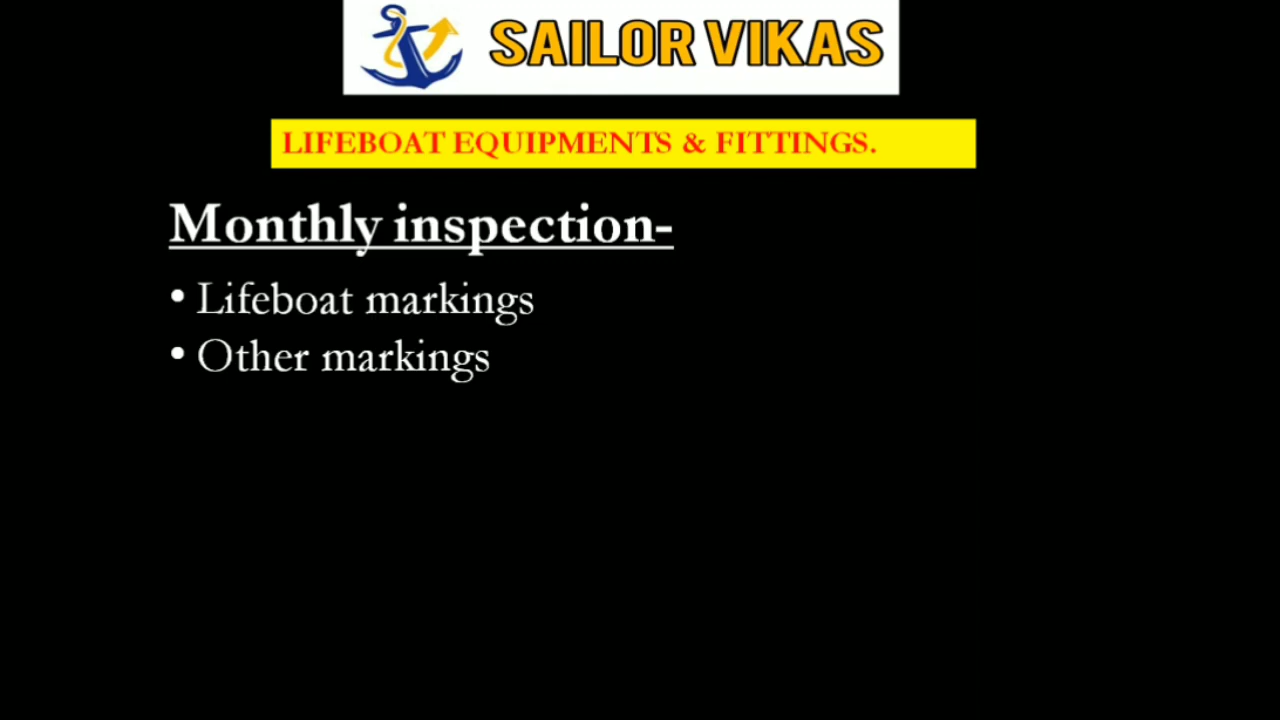 SAILOR VIKAS
LIFEBOAT EQUIPMENTS & FITTINGS.
Monthly inspection-
• Lifeboat markings
• Other markings